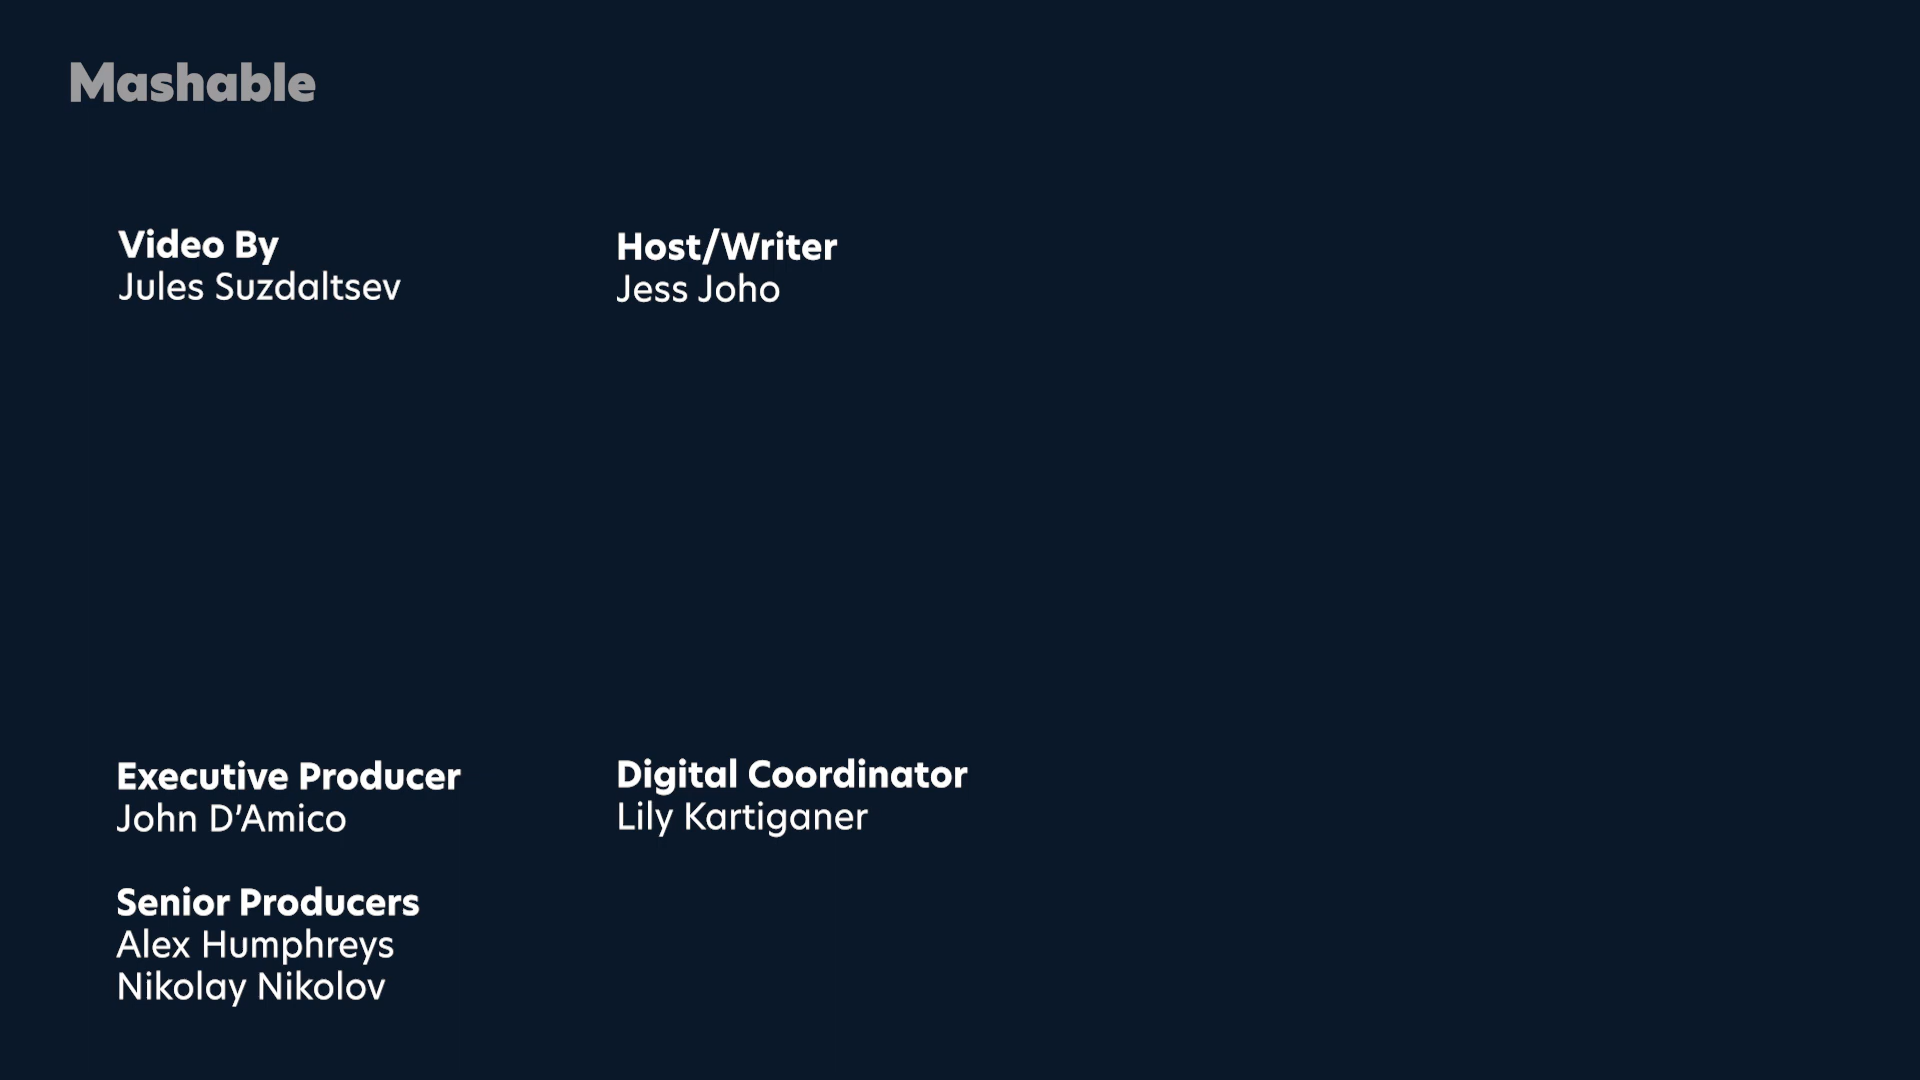 Mashable
Video By
Jules Suzdaltsev
Host/Writer
Jess Joho
Executive Producer
John D’Amico
Digital Coordinator
Lily Kartiganer
Senior Producers
Alex Humphreys
Nikolay Nikolov